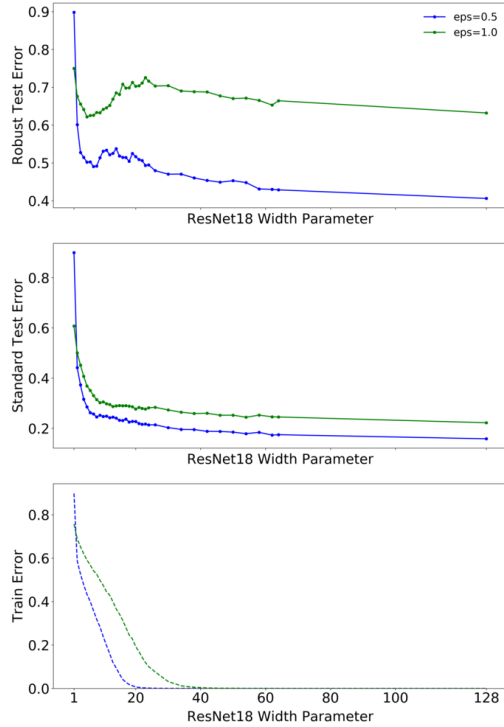 0.9
0.8
0.7
0.6
0.5
0.4
Robust Test Error
eps=0.5
eps=1.0
ResNet18 Width Parameter
0.8
0.6
0.4
0.2
Standard Test Error
ResNet18 Width Parameter
0.8
0.6
0.4
0.2
0.0
Train Error
1 20 40 60 80 100 128
ResNet18 Width Parameter